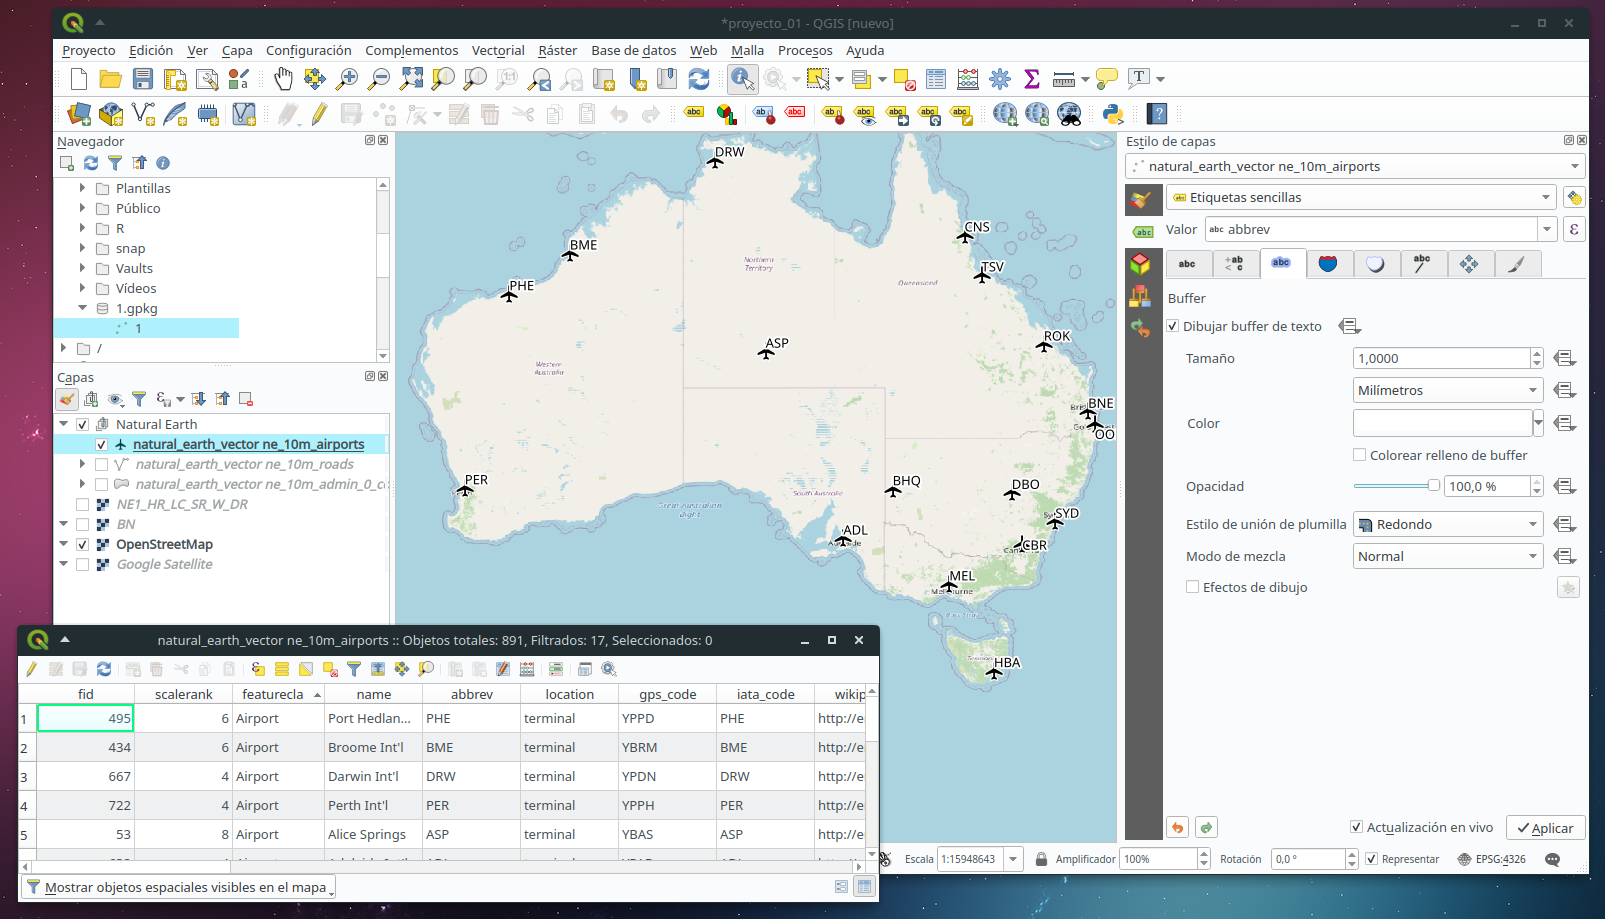 *proyecto_01 - QGIS [nuevo]
Proyecto Edición Ver Capa Configuración Complementos Vectorial Ráster Base de datos Web Malla Procesos Ayuda
Navegador
Plantillas
Público
R
snap
Vaults
Vídeos
1.gpkg
1
/
Capas
Natural Earth
natural_earth_vector ne_10m_airports
natural_earth_vector ne_10m_roads
natural_earth_vector ne_10m_admin_0_c
NE1_HR_LC_SR_W_DR
BN
OpenStreetMap
Google Satellite
DRW
BME
PHE
CNS
TSV
Northern Territory
Queensland
ASP
ROK
Western Australia
BNE
OO
PER
BHQ
DBO
South Australia
Great Australian Bight
SYD
ADL
CBR
MEL
Melbourne
HBA
Estilo de capas
natural_earth_vector ne_10m_airports
Etiquetas sencillas
Valor abc abbrev
Buffer
Dibujar buffer de texto
Tamaño 1,0000
Milímetros
Color
Colorear relleno de buffer
Opacidad 100,0 %
Estilo de unión de plumilla Redondo
Modo de mezcla Normal
Efectos de dibujo
Actualización en vivo Aplicar
Escala 1:15948643 Amplificador 100% Rotación 0,0 ° Representar EPSG:4326
natural_earth_vector ne_10m_airports :: Objetos totales: 891, Filtrados: 17, Seleccionados: 0
fid scalerank featurecla name abbrev location gps_code iata_code wikip
1 495 6 Airport Port Hedlan... PHE terminal YPPD PHE http://e
2 434 6 Airport Broome Int'l BME terminal YBRM BME http://e
3 667 4 Airport Darwin Int'l DRW terminal YPDN DRW http://e
4 722 4 Airport Perth Int'l PER terminal YPPH PER http://e
5 53 8 Airport Alice Springs ASP terminal YBAS ASP http://e
Mostrar objetos espaciales visibles en el mapa